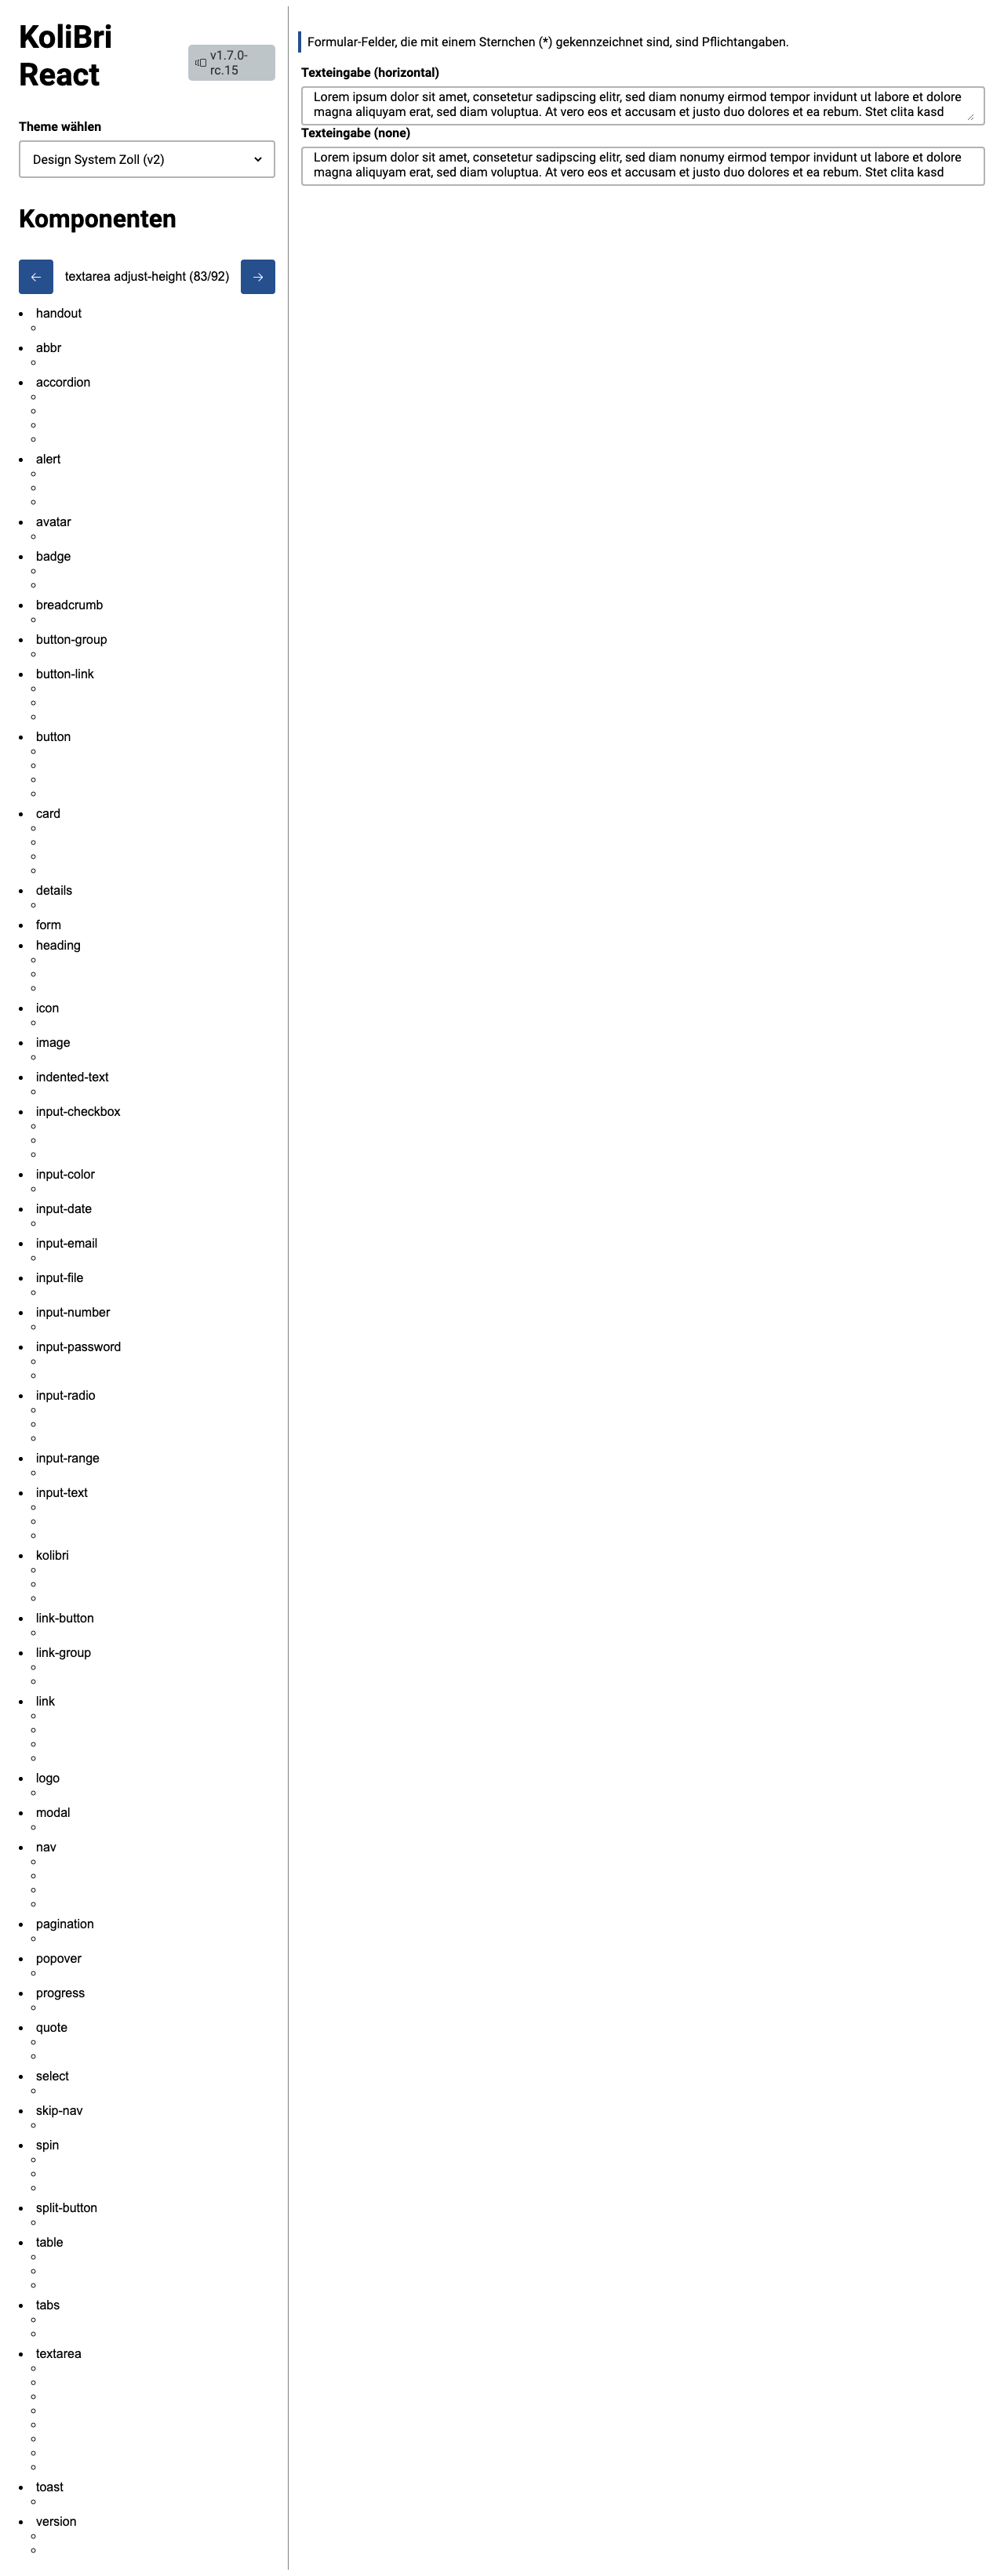 KoliBri
React
v1.7.0-
rc.15
Theme wählen
Design System Zoll (v2)
Komponenten
textarea adjust-height (83/92)
handout
abbr
accordion
alert
avatar
badge
breadcrumb
button-group
button-link
button
card
details
form
heading
icon
image
indented-text
input-checkbox
input-color
input-date
input-email
input-file
input-number
input-password
input-radio
input-range
input-text
kolibri
link-button
link-group
link
logo
modal
nav
pagination
popover
progress
quote
select
skip-nav
spin
split-button
table
tabs
textarea
toast
version
Formular-Felder, die mit einem Sternchen (*) gekennzeichnet sind, sind Pflichtangaben.
Texteingabe (horizontal)
Lorem ipsum dolor sit amet, consetetur sadipscing elitr, sed diam nonumy eirmod tempor invidunt ut labore et dolore
magna aliquyam erat, sed diam voluptua. At vero eos et accusam et justo duo dolores et ea rebum. Stet clita kasd
Texteingabe (none)
Lorem ipsum dolor sit amet, consetetur sadipscing elitr, sed diam nonumy eirmod tempor invidunt ut labore et dolore
magna aliquyam erat, sed diam voluptua. At vero eos et accusam et justo duo dolores et ea rebum. Stet clita kasd